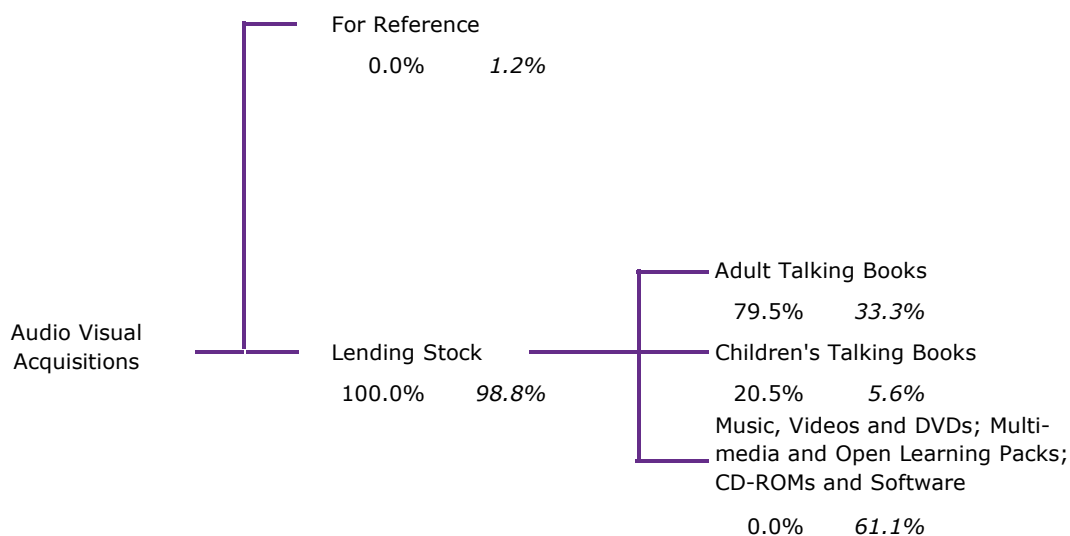 For Reference
0.0% 1.2%
Audio Visual
Acquisitions
Lending Stock
100.0% 98.8%
Adult Talking Books
79.5% 33.3%
Children's Talking Books
20.5% 5.6%
Music, Videos and DVDs; Multi-
media and Open Learning Packs;
CD-ROMs and Software
0.0% 61.1%